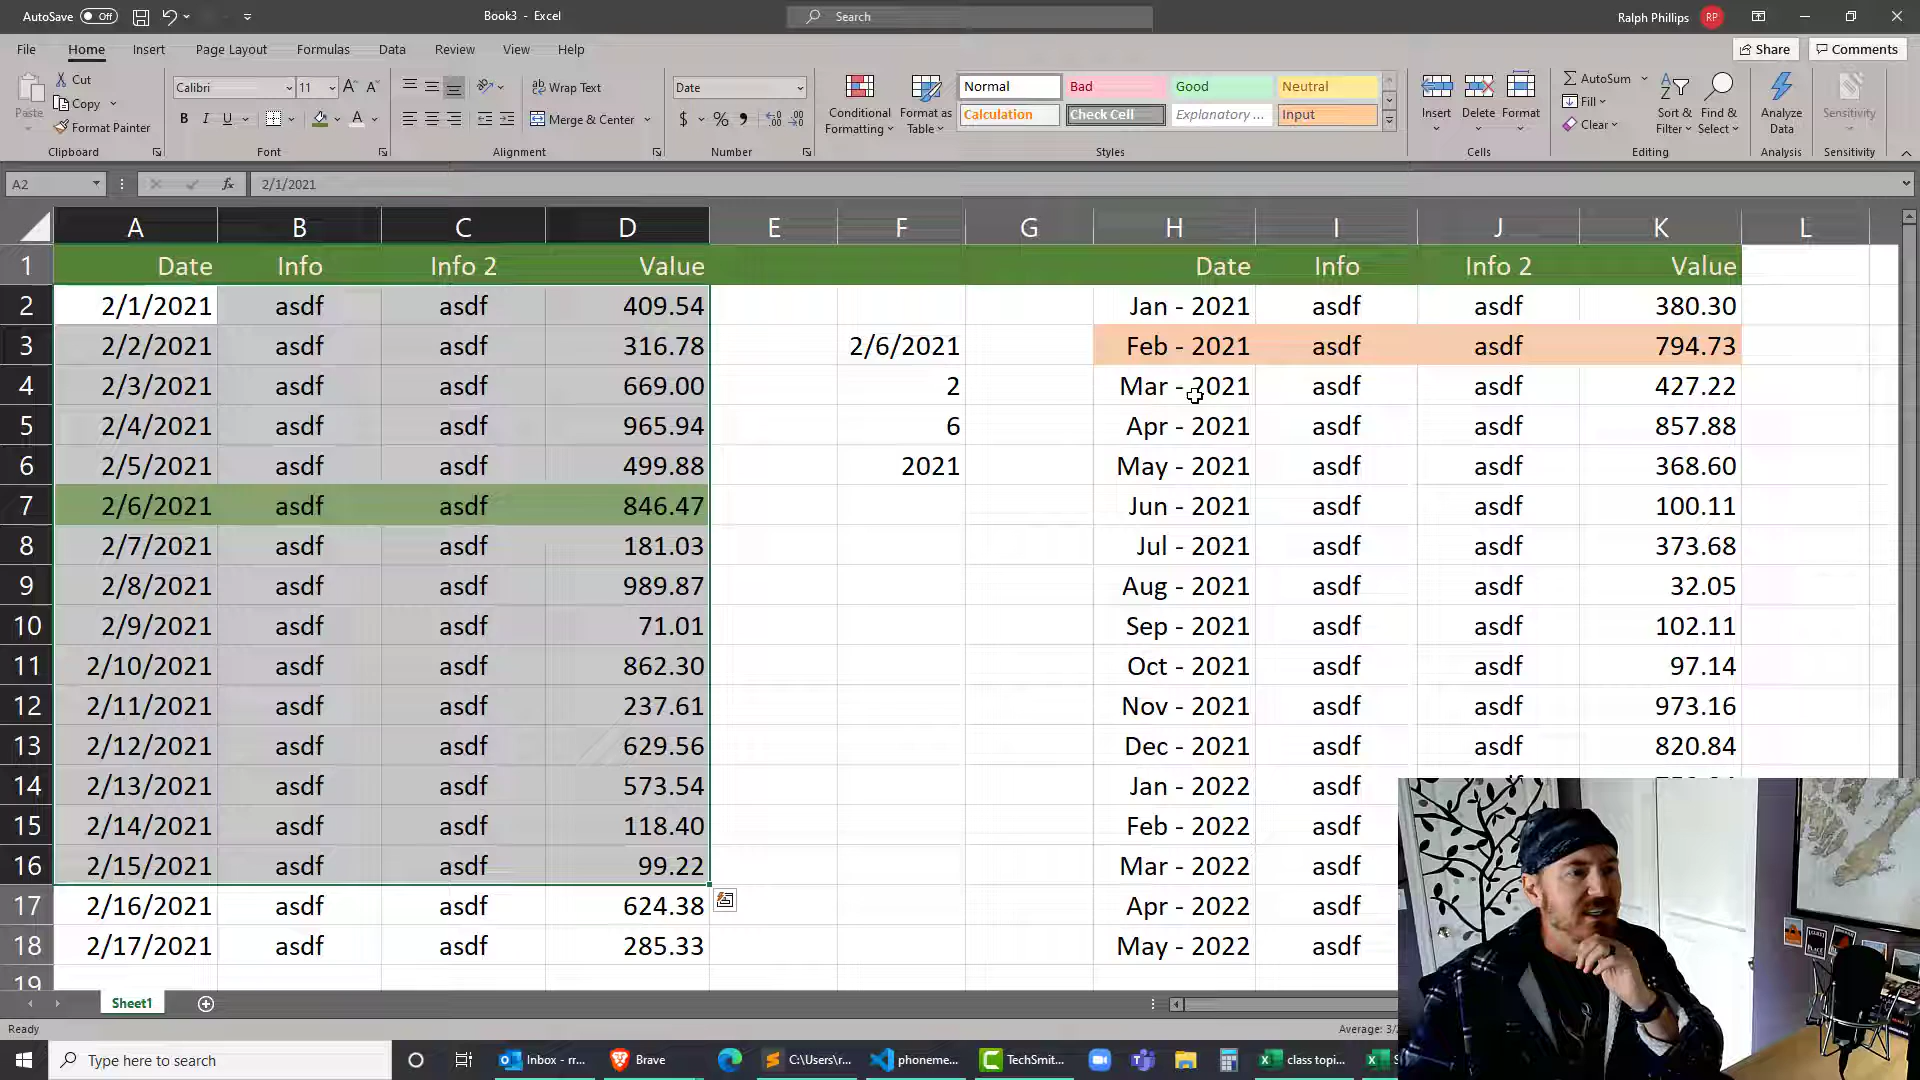 AutoSave Off Book3 - Excel Search Ralph Phillips RP
File Home Insert Page Layout Formulas Data Review View Help Share Comments
Paste Cut Copy Format Painter Clipboard
Calibri 11 A A B I U A Font
Wrap Text Merge & Center Alignment
Date $ % Number
Conditional Formatting Format as Table
Normal Bad Good Neutral
Calculation Check Cell Explanatory ... Input
Styles
Insert Delete Format Cells
AutoSum Fill Clear Sort & Filter Find & Select Editing
Analyze Data Analysis
Sensitivity Sensitivity
A2 fx 2/1/2021
A B C D E F G H I J K L
1 Date Info Info 2 Value Date Info Info 2 Value
2 2/1/2021 asdf asdf 409.54 Jan - 2021 asdf asdf 380.30
3 2/2/2021 asdf asdf 316.78 2/6/2021 Feb - 2021 asdf asdf 794.73
4 2/3/2021 asdf asdf 669.00 2 Mar - 2021 asdf asdf 427.22
5 2/4/2021 asdf asdf 965.94 6 Apr - 2021 asdf asdf 857.88
6 2/5/2021 asdf asdf 499.88 2021 May - 2021 asdf asdf 368.60
7 2/6/2021 asdf asdf 846.47 Jun - 2021 asdf asdf 100.11
8 2/7/2021 asdf asdf 181.03 Jul - 2021 asdf asdf 373.68
9 2/8/2021 asdf asdf 989.87 Aug - 2021 asdf asdf 32.05
10 2/9/2021 asdf asdf 71.01 Sep - 2021 asdf asdf 102.11
11 2/10/2021 asdf asdf 862.30 Oct - 2021 asdf asdf 97.14
12 2/11/2021 asdf asdf 237.61 Nov - 2021 asdf asdf 973.16
13 2/12/2021 asdf asdf 629.56 Dec - 2021 asdf asdf 820.84
14 2/13/2021 asdf asdf 573.54 Jan - 2022 asdf
15 2/14/2021 asdf asdf 118.40 Feb - 2022 asdf
16 2/15/2021 asdf asdf 99.22 Mar - 2022 asdf
17 2/16/2021 asdf asdf 624.38 Apr - 2022 asdf
18 2/17/2021 asdf asdf 285.33 May - 2022 asdf
19
Sheet1
Ready Average: 3/
Type here to search Inbox - rr... Brave C:\Users\r... phoneme... TechSmit... class topi...